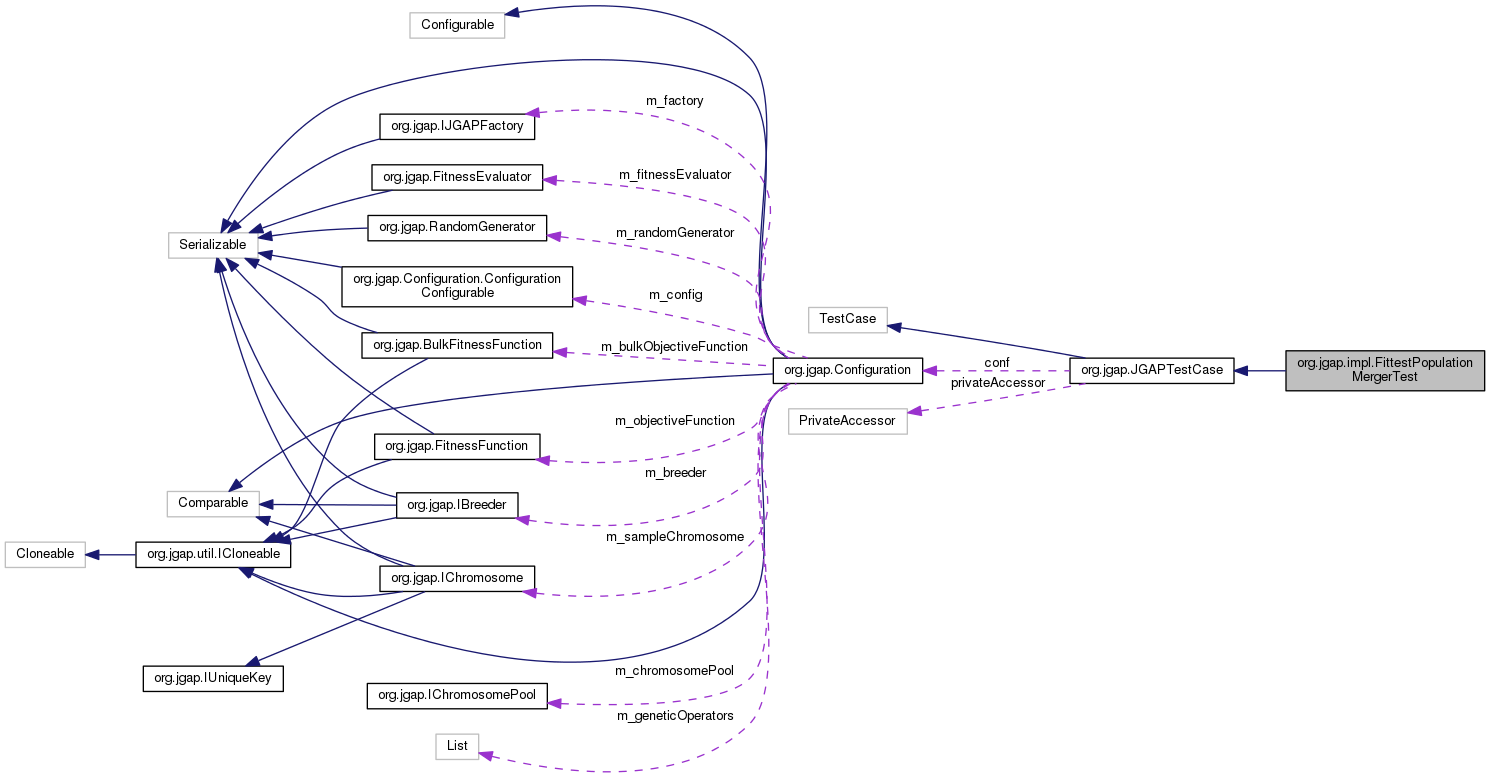 Configurable
m_factory
org.jgap.IJGAPFactory
m_fitnessEvaluator
org.jgap.FitnessEvaluator
org.jgap.RandomGenerator
m_randomGenerator
Serializable
org.jgap.Configuration.Configuration
Configurable
m_config
TestCase
org.jgap.BulkFitnessFunction
m_bulkObjectiveFunction
org.jgap.Configuration
conf
privateAccessor
org.jgap.JGAPTestCase
org.jgap.impl.FittestPopulation
MergerTest
PrivateAccessor
m_objectiveFunction
org.jgap.FitnessFunction
m_breeder
Comparable
org.jgap.IBreeder
m_sampleChromosome
Cloneable
org.jgap.util.ICloneable
org.jgap.IChromosome
org.jgap.IUniqueKey
m_chromosomePool
org.jgap.IChromosomePool
m_geneticOperators
List